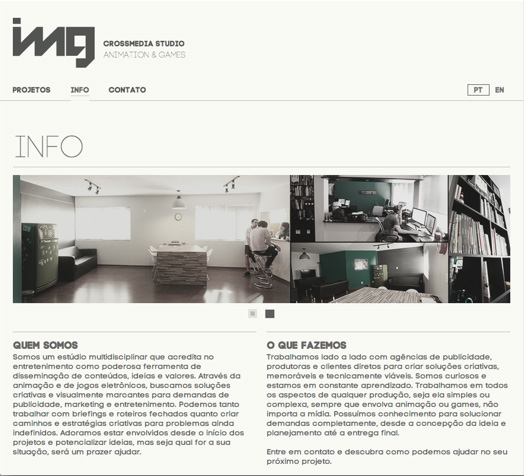 img
CROSSMEDIA STUDIO
ANIMATION & GAMES
PROJETOS INFO CONTATO PT EN
INFO
QUEM SOMOS
Somos um estúdio multidisciplinar que acredita no
entretenimento como poderosa ferramenta de
disseminação de conteúdos, ideias e valores. Através da
animação e de jogos eletrônicos, buscamos soluções
criativas e visualmente marcantes para demandas de
publicidade, marketing e entretenimento. Podemos tanto
trabalhar com briefings e roteiros fechados quanto criar
caminhos e estratégias criativas para problemas ainda
indefinidos. Adoramos estar envolvidos desde o início dos
projetos e potencializar ideias, mas seja qual for a sua
situação, será um prazer ajudar.
O QUE FAZEMOS
Trabalhamos lado a lado com agências de publicidade,
produtoras e clientes diretos para criar soluções criativas,
memoráveis e tecnicamente viáveis. Somos curiosos e
estamos em constante aprendizado. Trabalhamos em todos
os aspectos de qualquer produção, seja ela simples ou
complexa, sempre que envolva animação ou games, não
importa a mídia. Possuímos conhecimento para solucionar
demandas completamente, desde a concepção da ideia e
planejamento até a entrega final.
Entre em contato e descubra como podemos ajudar no seu
próximo projeto.